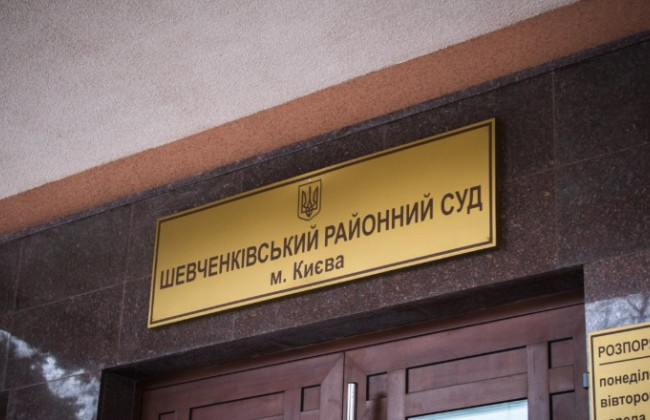 ШЕВЧЕНКІВСЬКИЙ РАЙОННИЙ СУД
м. Києва